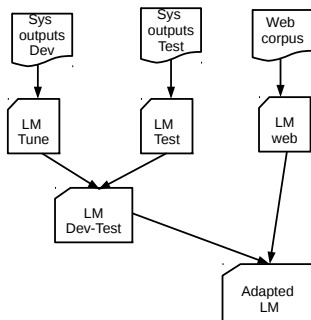 Sys
outputs
Dev
Sys
outputs
Test
Web
corpus
LM
Tune
LM
Test
LM
web
LM
Dev-Test
Adapted
LM